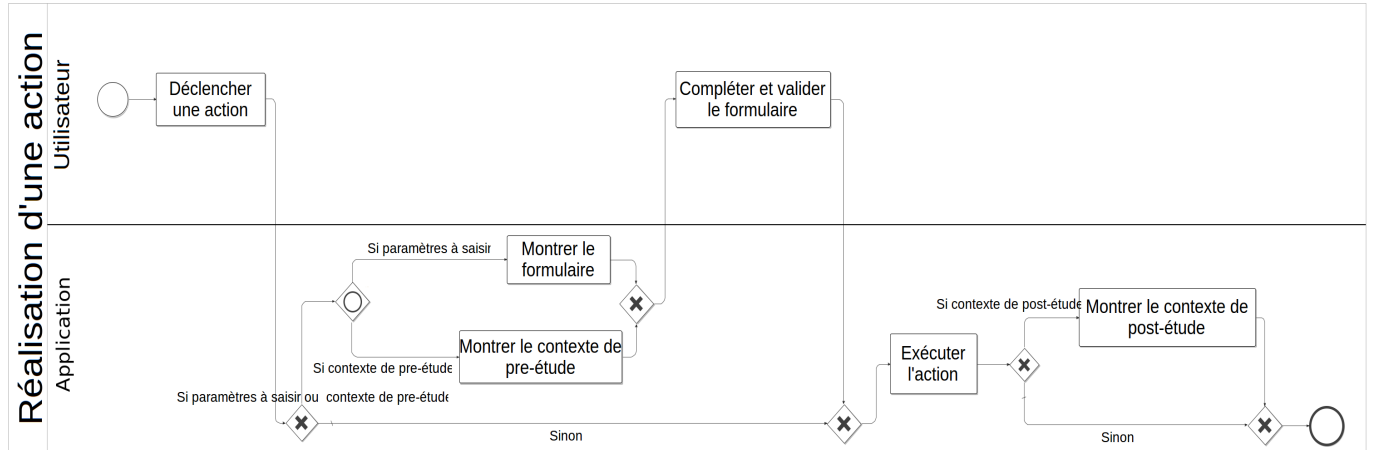 Réalisation d'une action
Utilisateur
Déclencher
une action
Compléter et valider
le formulaire
Application
Si paramètres à saisir
Montrer le
formulaire
Si contexte de pre-étude
Montrer le contexte de
pre-étude
Si paramètres à saisir ou contexte de pre-étude
Sinon
Exécuter
l'action
Si contexte de post-étude
Montrer le contexte de
post-étude
Sinon